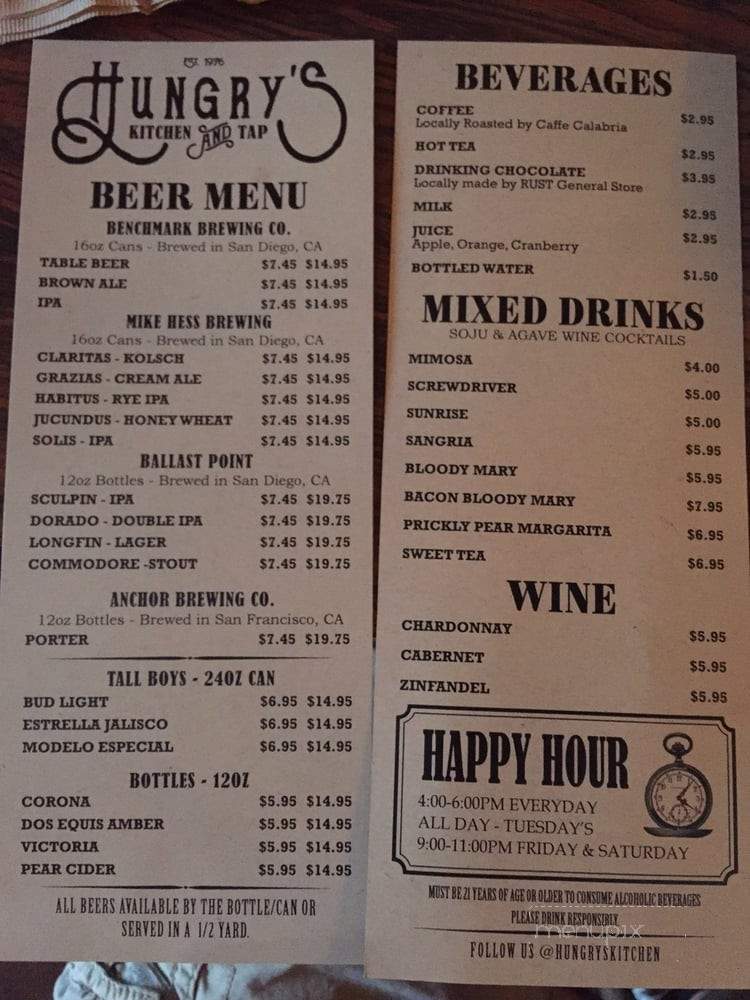 EST. 1976
HUNGRY'S
KITCHEN AND TAP
BEER MENU
BENCHMARK BREWING CO.
16oz Cans - Brewed in San Diego, CA
TABLE BEER $7.45 $14.95
BROWN ALE $7.45 $14.95
IPA $7.45 $14.95
MIKE HESS BREWING
16oz Cans - Brewed in San Diego, CA
CLARITAS - KOLSCH $7.45 $14.95
GRAZIAS - CREAM ALE $7.45 $14.95
HABITUS - RYE IPA $7.45 $14.95
JUCUNDUS - HONEY WHEAT $7.45 $14.95
SOLIS - IPA $7.45 $14.95
BALLAST POINT
12oz Bottles - Brewed in San Diego, CA
SCULPIN - IPA $7.45 $19.75
DORADO - DOUBLE IPA $7.45 $19.75
LONGFIN - LAGER $7.45 $19.75
COMMODORE -STOUT $7.45 $19.75
ANCHOR BREWING CO.
12oz Bottles - Brewed in San Francisco, CA
PORTER $7.45 $19.75
TALL BOYS - 24OZ CAN
BUD LIGHT $6.95 $14.95
ESTRELLA JALISCO $6.95 $14.95
MODELO ESPECIAL $6.95 $14.95
BOTTLES - 12OZ
CORONA $5.95 $14.95
DOS EQUIS AMBER $5.95 $14.95
VICTORIA $5.95 $14.95
PEAR CIDER $5.95 $14.95
ALL BEERS AVAILABLE BY THE BOTTLE/CAN OR
SERVED IN A 1/2 YARD.
BEVERAGES
COFFEE
Locally Roasted by Caffe Calabria $2.95
HOT TEA $2.95
DRINKING CHOCOLATE $3.95
Locally made by RUST General Store
MILK $2.95
JUICE $2.95
Apple, Orange, Cranberry
BOTTLED WATER $1.50
MIXED DRINKS
SOJU & AGAVE WINE COCKTAILS
MIMOSA $4.00
SCREWDRIVER $5.00
SUNRISE $5.00
SANGRIA $5.95
BLOODY MARY $5.95
BACON BLOODY MARY $7.95
PRICKLY PEAR MARGARITA $6.95
SWEET TEA $6.95
WINE
CHARDONNAY $5.95
CABERNET $5.95
ZINFANDEL $5.95
HAPPY HOUR
4:00-6:00PM EVERYDAY
ALL DAY - TUESDAY'S
9:00-11:00PM FRIDAY & SATURDAY
MUST BE 21 YEARS OF AGE OR OLDER TO CONSUME ALCOHOLIC BEVERAGES
PLEASE DRINK RESPONSIBLY.
menupix
FOLLOW US @HUNGRYSKITCHEN